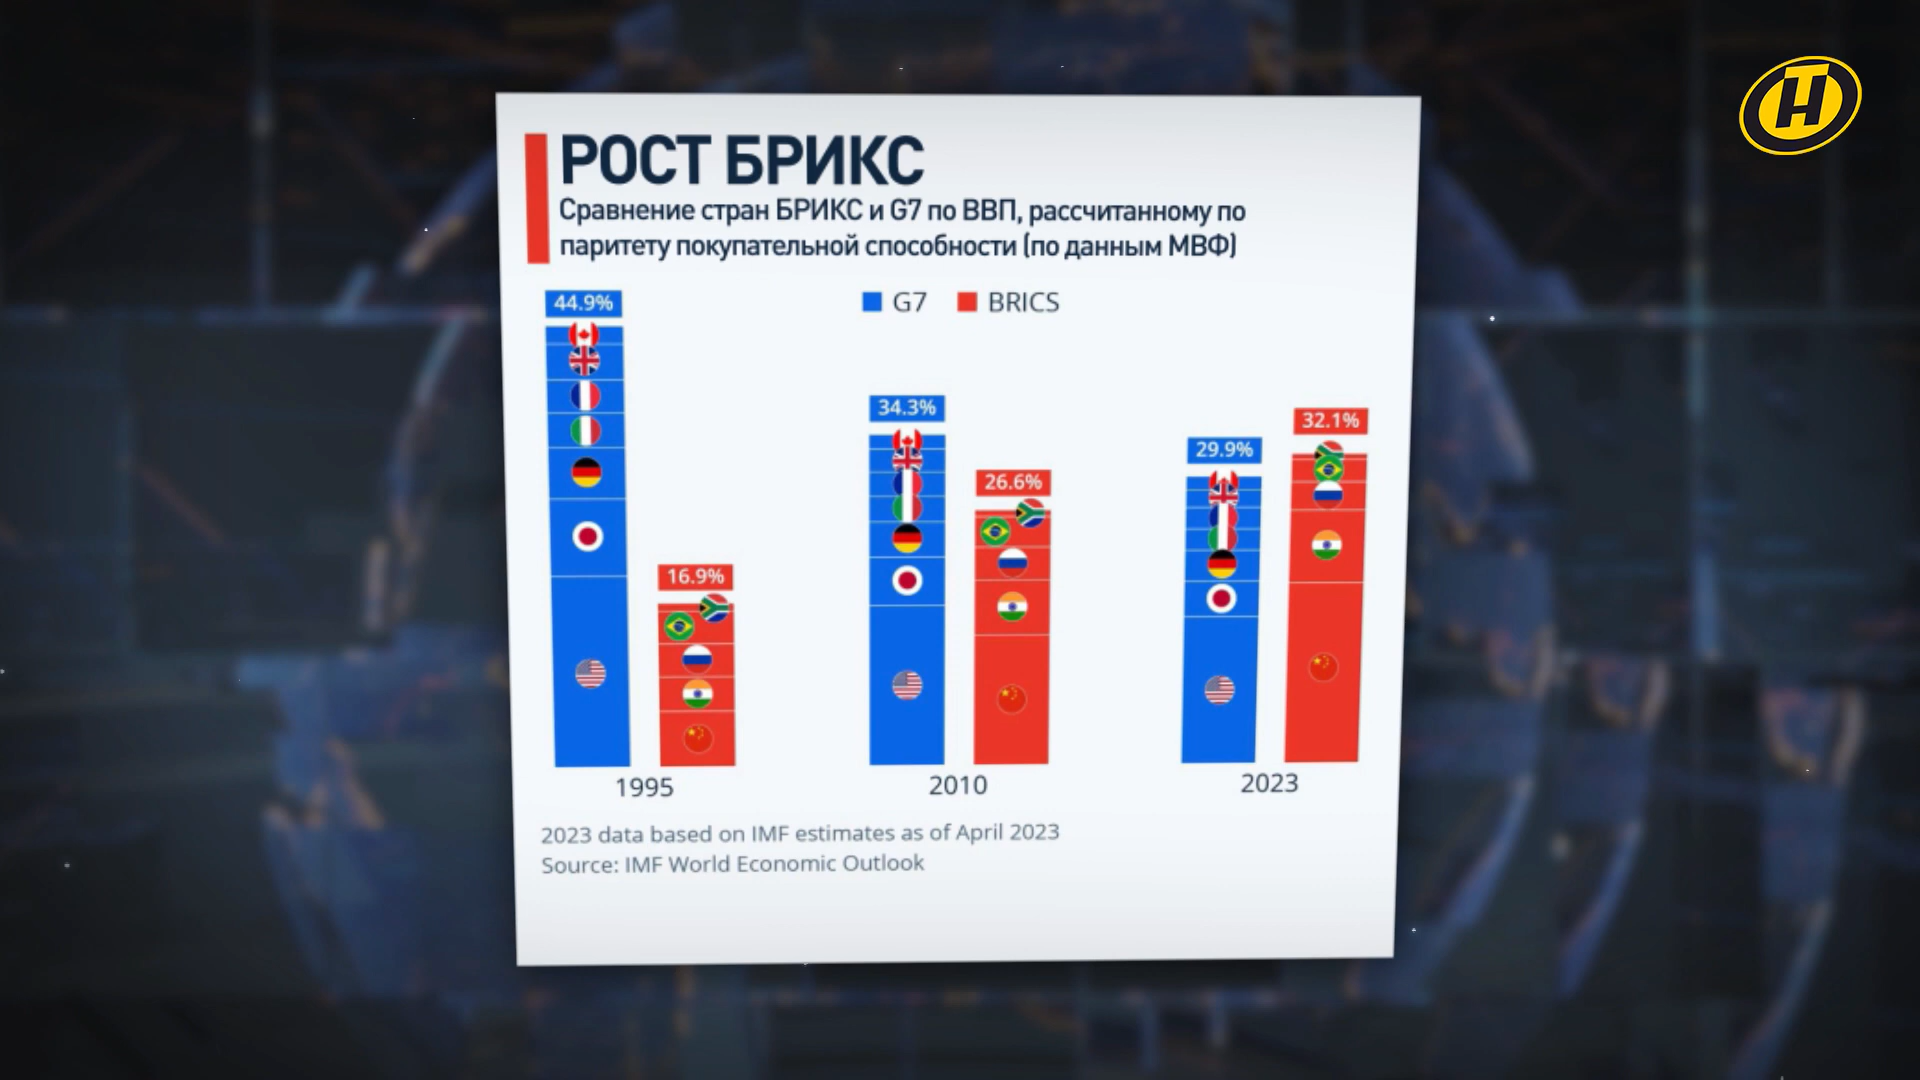 РОСТ БРИКС
Сравнение стран БРИКС и G7 по ВВП, рассчитанному по
паритету покупательной способности (по данным МВФ)
G7 BRICS
44.9%
16.9%
34.3%
26.6%
29.9%
32.1%
1995 2010 2023
2023 data based on IMF estimates as of April 2023
Source: IMF World Economic Outlook
ТН